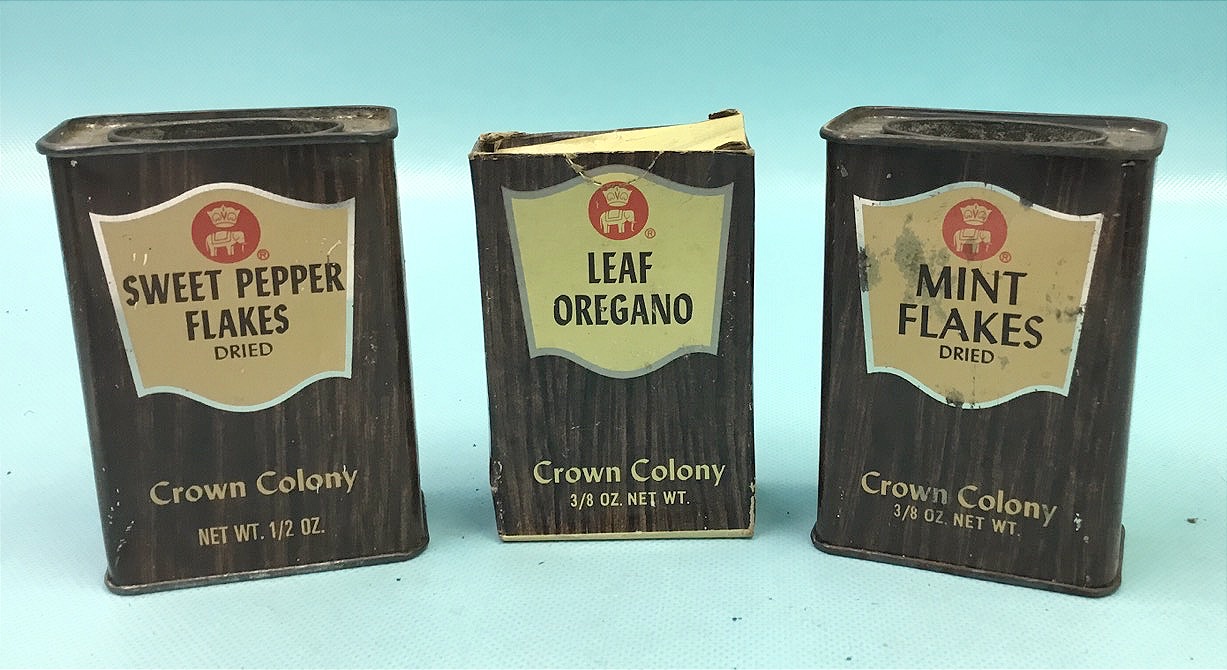 ®
SWEET PEPPER
FLAKES
DRIED
Crown Colony
NET WT. 1/2 OZ.
®
LEAF
OREGANO
Crown Colony
3/8 OZ. NET WT.
®
MINT
FLAKES
DRIED
Crown Colony
3/8 OZ. NET WT.